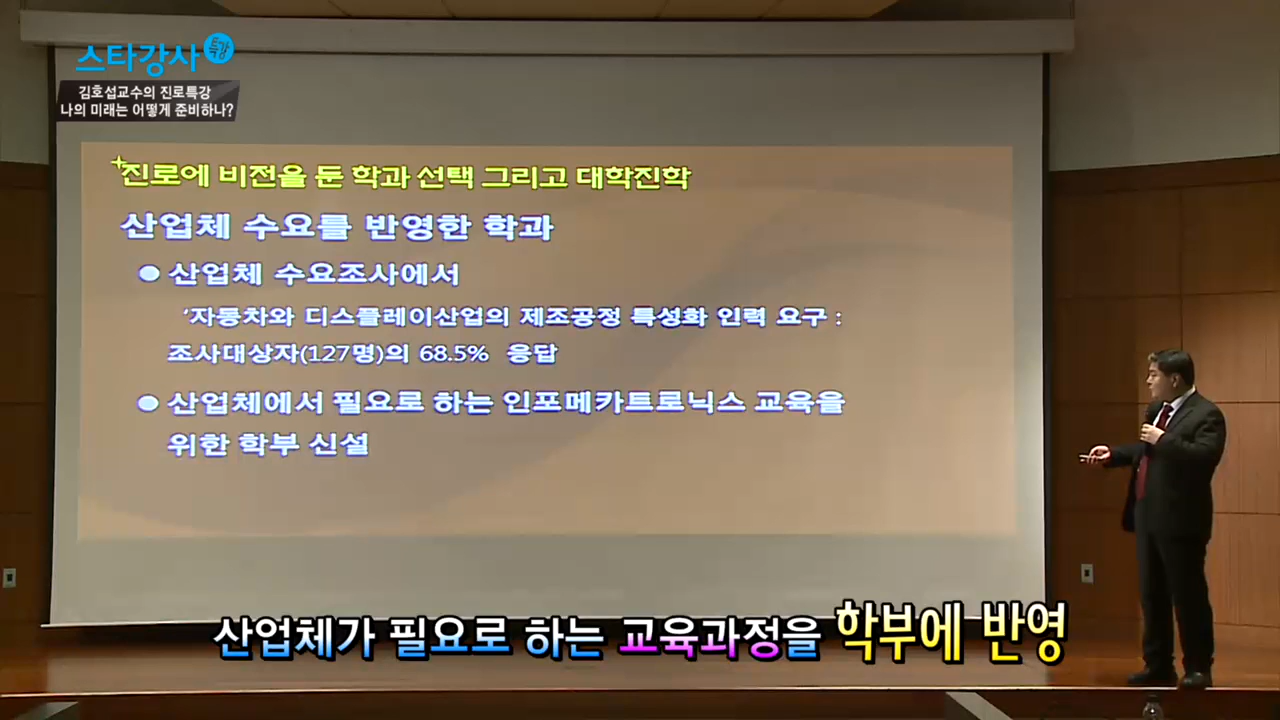 스타강사 특강
김호섭교수의 진로특강
나의 미래는 어떻게 준비하나?
진로에 비전을 둔 학과 선택 그리고 대학진학
산업체 수요를 반영한 학과
● 산업체 수요조사에서
‘자동차와 디스플레이산업의 제조공정 특성화 인력 요구 :
조사대상자(127명)의 68.5% 응답
● 산업체에서 필요로 하는 인포메카트로닉스 교육을
위한 학부 신설
산업체가 필요로 하는 교육과정을 학부에 반영